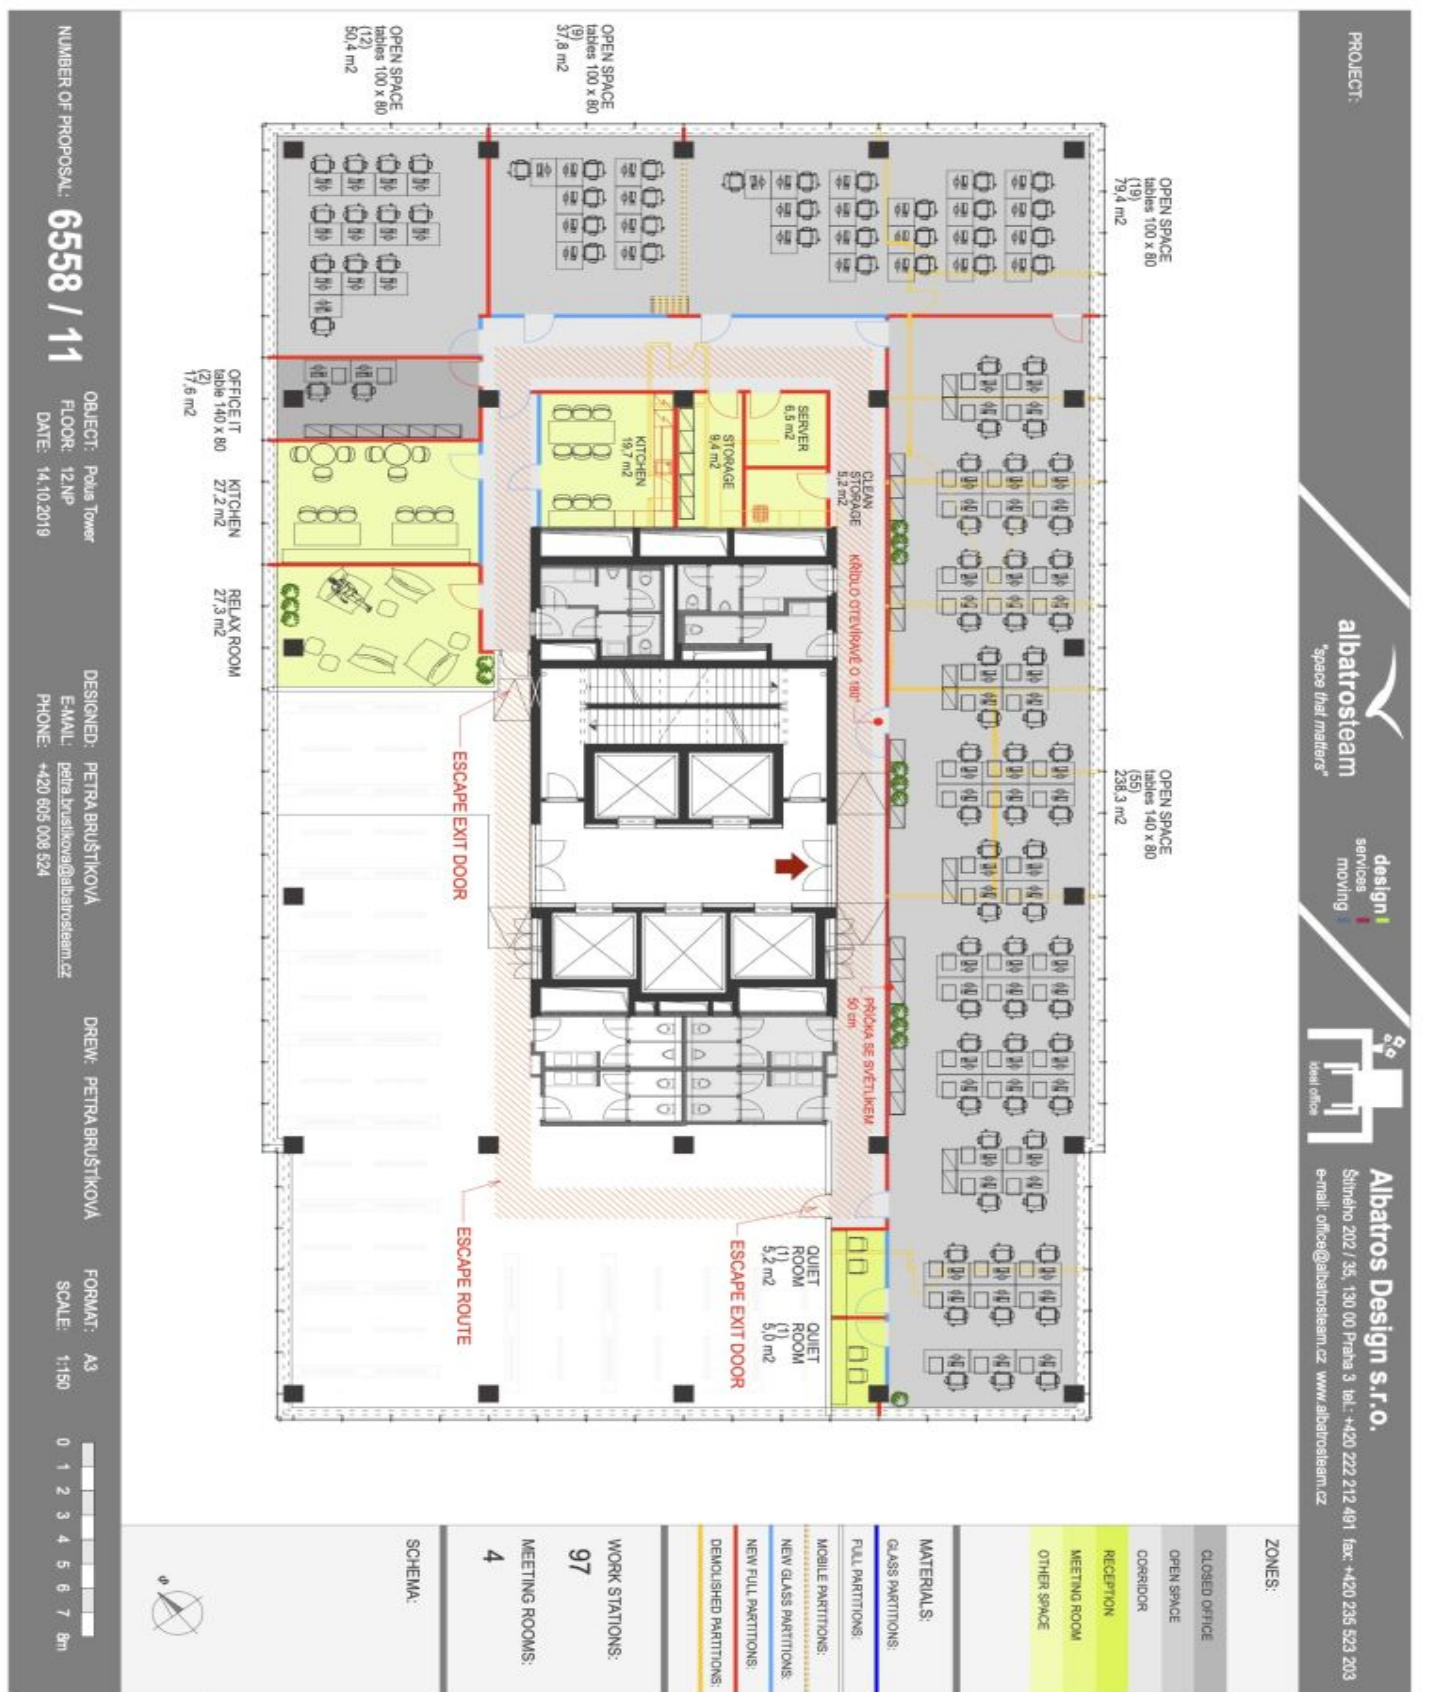 PROJECT:
albatrosteam
"space that matters"
design
services
moving
ideal office
Albatros Design s.r.o.
Štítného 202 / 35, 130 00 Praha 3 tel.: +420 222 212 491 fax: +420 235 523 203
e-mail: office@albatrosteam.cz www.albatrosteam.cz
OPEN SPACE
tables 100 x 80
(19)
79,4 m2
OPEN SPACE
tables 140 x 80
(55)
238,3 m2
OPEN SPACE
tables 100 x 80
(9)
37,8 m2
OPEN SPACE
tables 100 x 80
(12)
50,4 m2
SERVER
6,5 m2
CLEAN
STORAGE
5,2 m2
STORAGE
9,4 m2
KITCHEN
19,7 m2
KŘÍDLO OTEVÍRAVÉ O 180°
PŘÍČKA SE SVĚTLÍKEM
50 cm
QUIET
ROOM
(1)
5,2 m2
QUIET
ROOM
(1)
5,0 m2
ESCAPE EXIT DOOR
ESCAPE EXIT DOOR
ESCAPE ROUTE
OFFICE IT
table 140 x 80
(2)
17,6 m2
KITCHEN
27,2 m2
RELAX ROOM
27,3 m2
ZONES:
CLOSED OFFICE
OPEN SPACE
CORRIDOR
RECEPTION
MEETING ROOM
OTHER SPACE
MATERIALS:
GLASS PARTITIONS:
FULL PARTITIONS:
MOBILE PARTITIONS:
NEW GLASS PARTITIONS:
NEW FULL PARTITIONS:
DEMOLISHED PARTITIONS:
WORK STATIONS:
97
MEETING ROOMS:
4
SCHEMA:
S
NUMBER OF PROPOSAL: 6558 / 11
OBJECT: Polus Tower
FLOOR: 12.NP
DATE: 14.10.2019
DESIGNED: PETRA BRUŠTÍKOVÁ
E-MAIL: petra.brustikova@albatrosteam.cz
PHONE: +420 605 008 524
DREW: PETRA BRUŠTÍKOVÁ
FORMAT: A3
SCALE: 1:150
0 1 2 3 4 5 6 7 8m